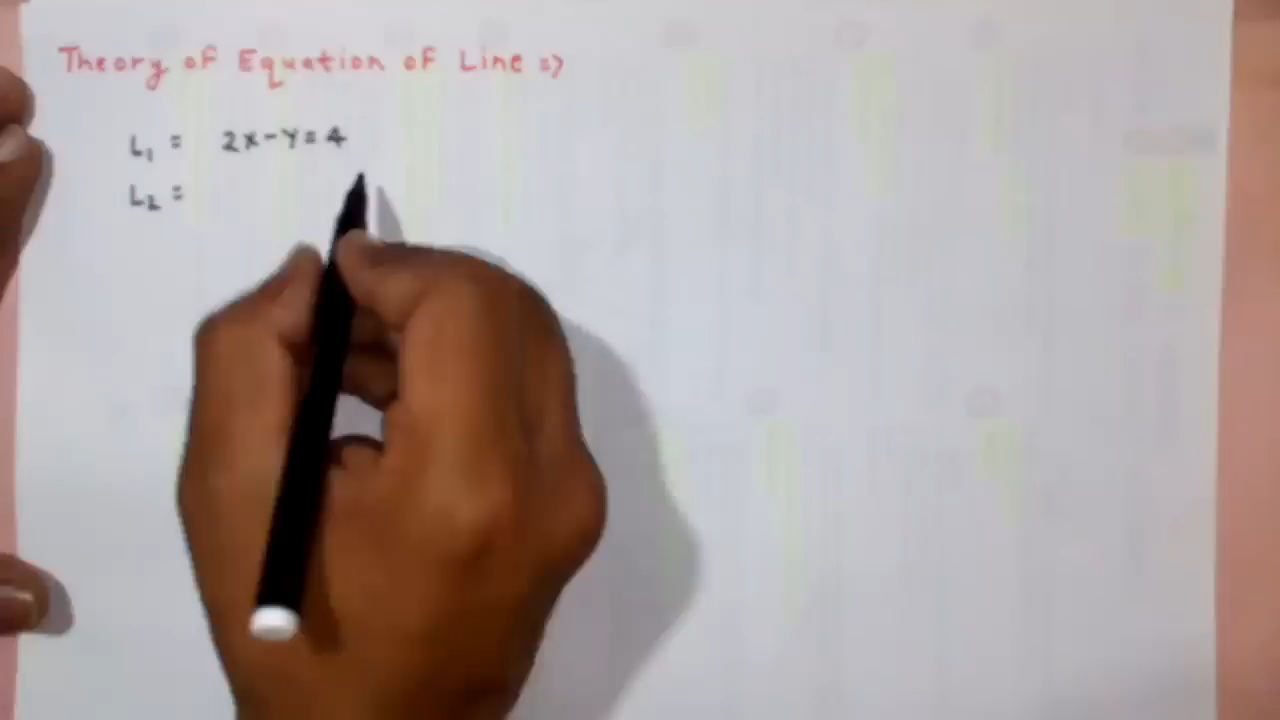 Theory of Equation of Line =>
L1 = 2x-y=4
L2 =